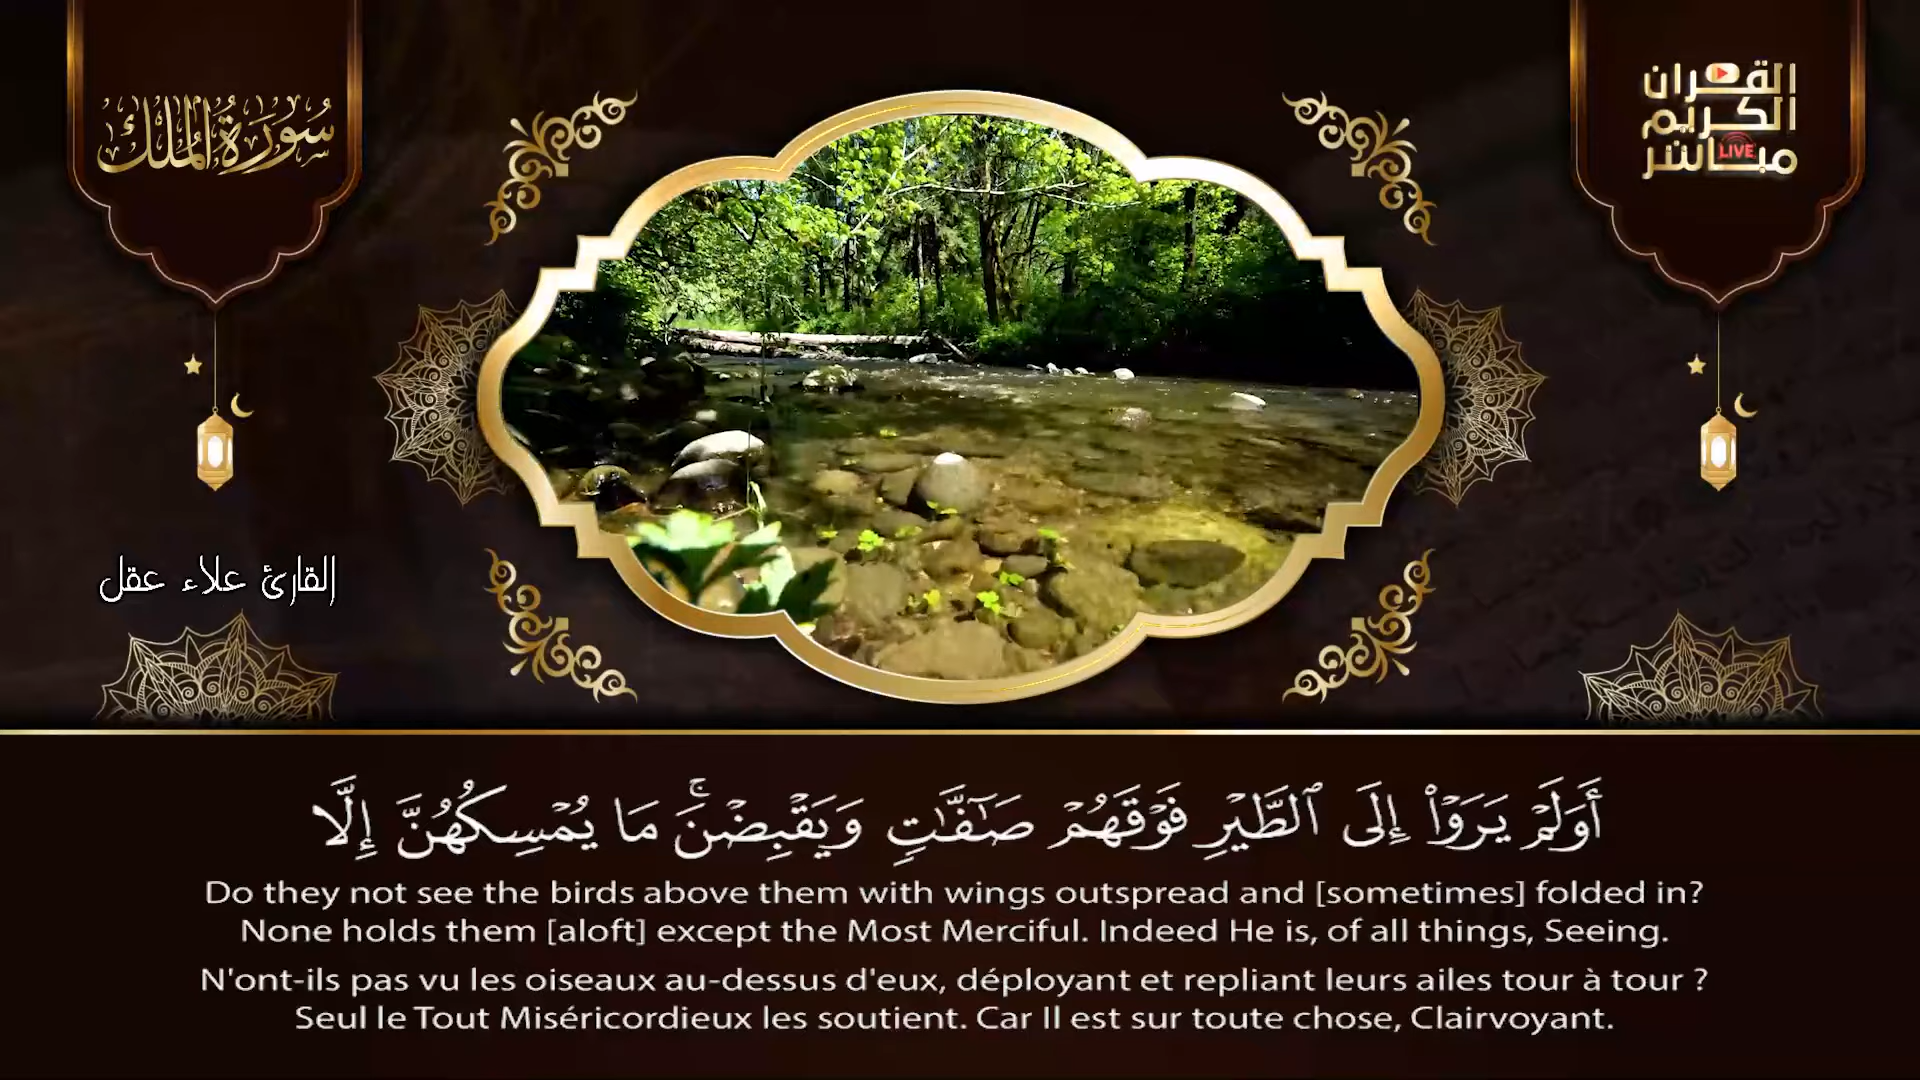 سُورَةُ الْمُلك
القرآن
الكريم
مباشر
LIVE
القارئ علاء عقل
أَوَلَمْ يَرَوْا۟ إِلَى ٱلطَّيْرِ فَوْقَهُمْ صَـٰٓفَّـٰتٍ وَيَقْبِضْنَ ۚ مَا يُمْسِكُهُنَّ إِلَّا
Do they not see the birds above them with wings outspread and [sometimes] folded in?
None holds them [aloft] except the Most Merciful. Indeed He is, of all things, Seeing.
N'ont-ils pas vu les oiseaux au-dessus d'eux, déployant et repliant leurs ailes tour à tour ?
Seul le Tout Miséricordieux les soutient. Car Il est sur toute chose, Clairvoyant.